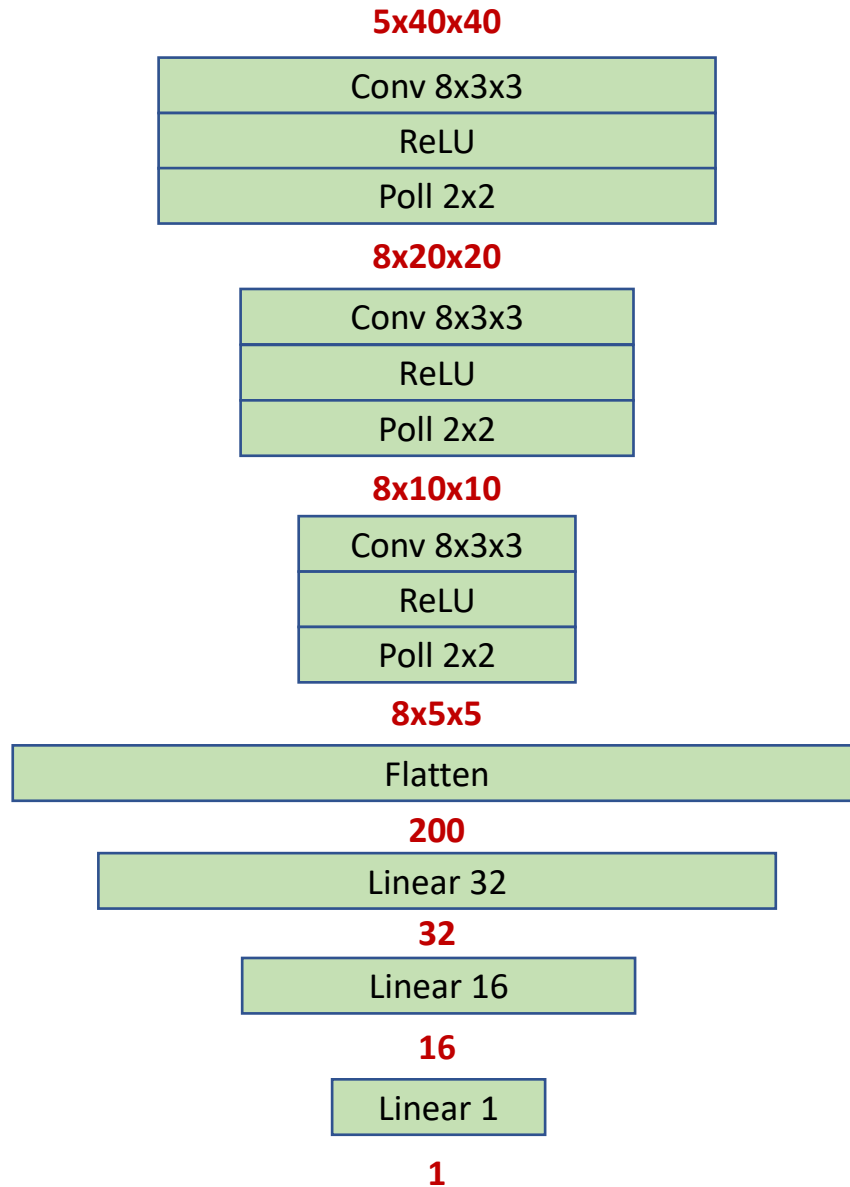 5x40x40
Conv 8x3x3
ReLU
Poll 2x2
8x20x20
Conv 8x3x3
ReLU
Poll 2x2
8x10x10
Conv 8x3x3
ReLU
Poll 2x2
8x5x5
Flatten
200
Linear 32
32
Linear 16
16
Linear 1
1